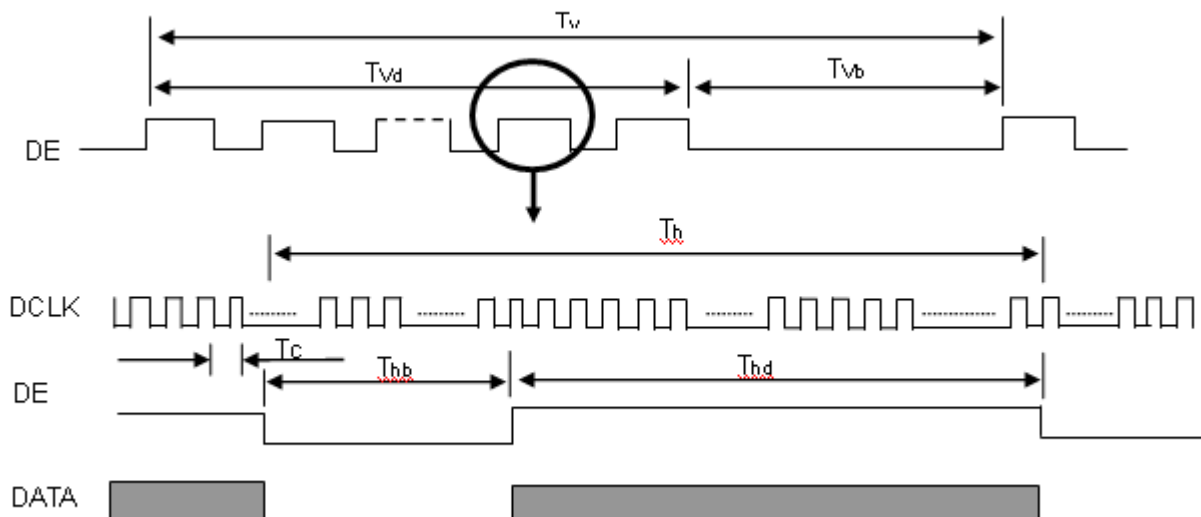 Tv
Tvd
Tvb
DE
Th
DCLK
Tc
Thb
Thd
DE
DATA